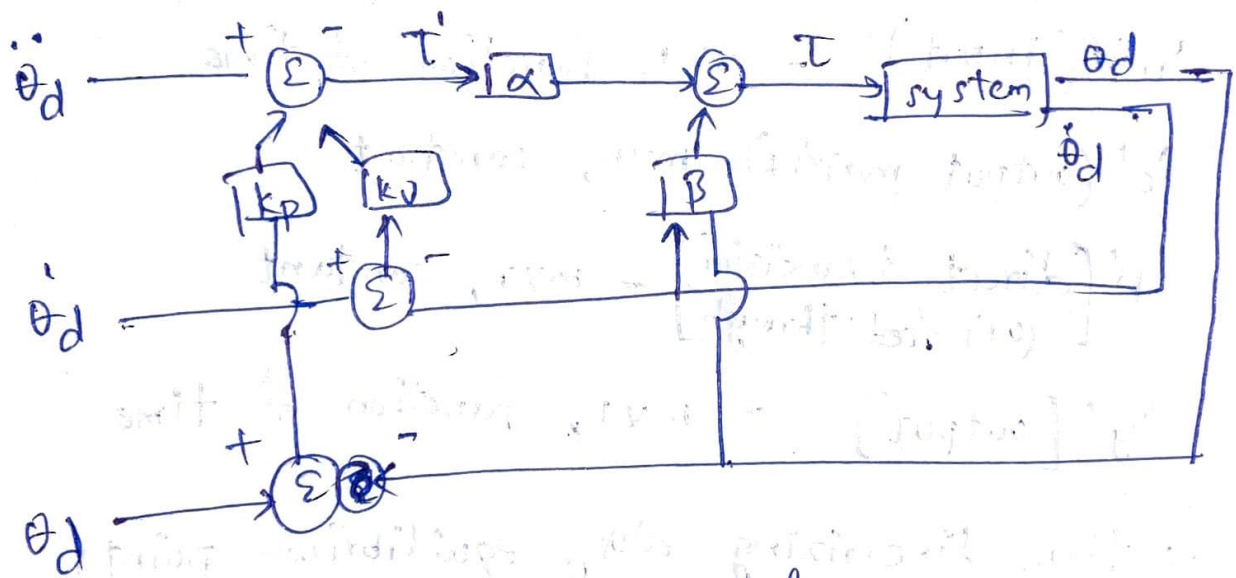 + - τ' τ θd
θ̈d Σ α Σ system
θ̇d
kp kv β
+ -
θ̇d Σ
+ -
θd Σ